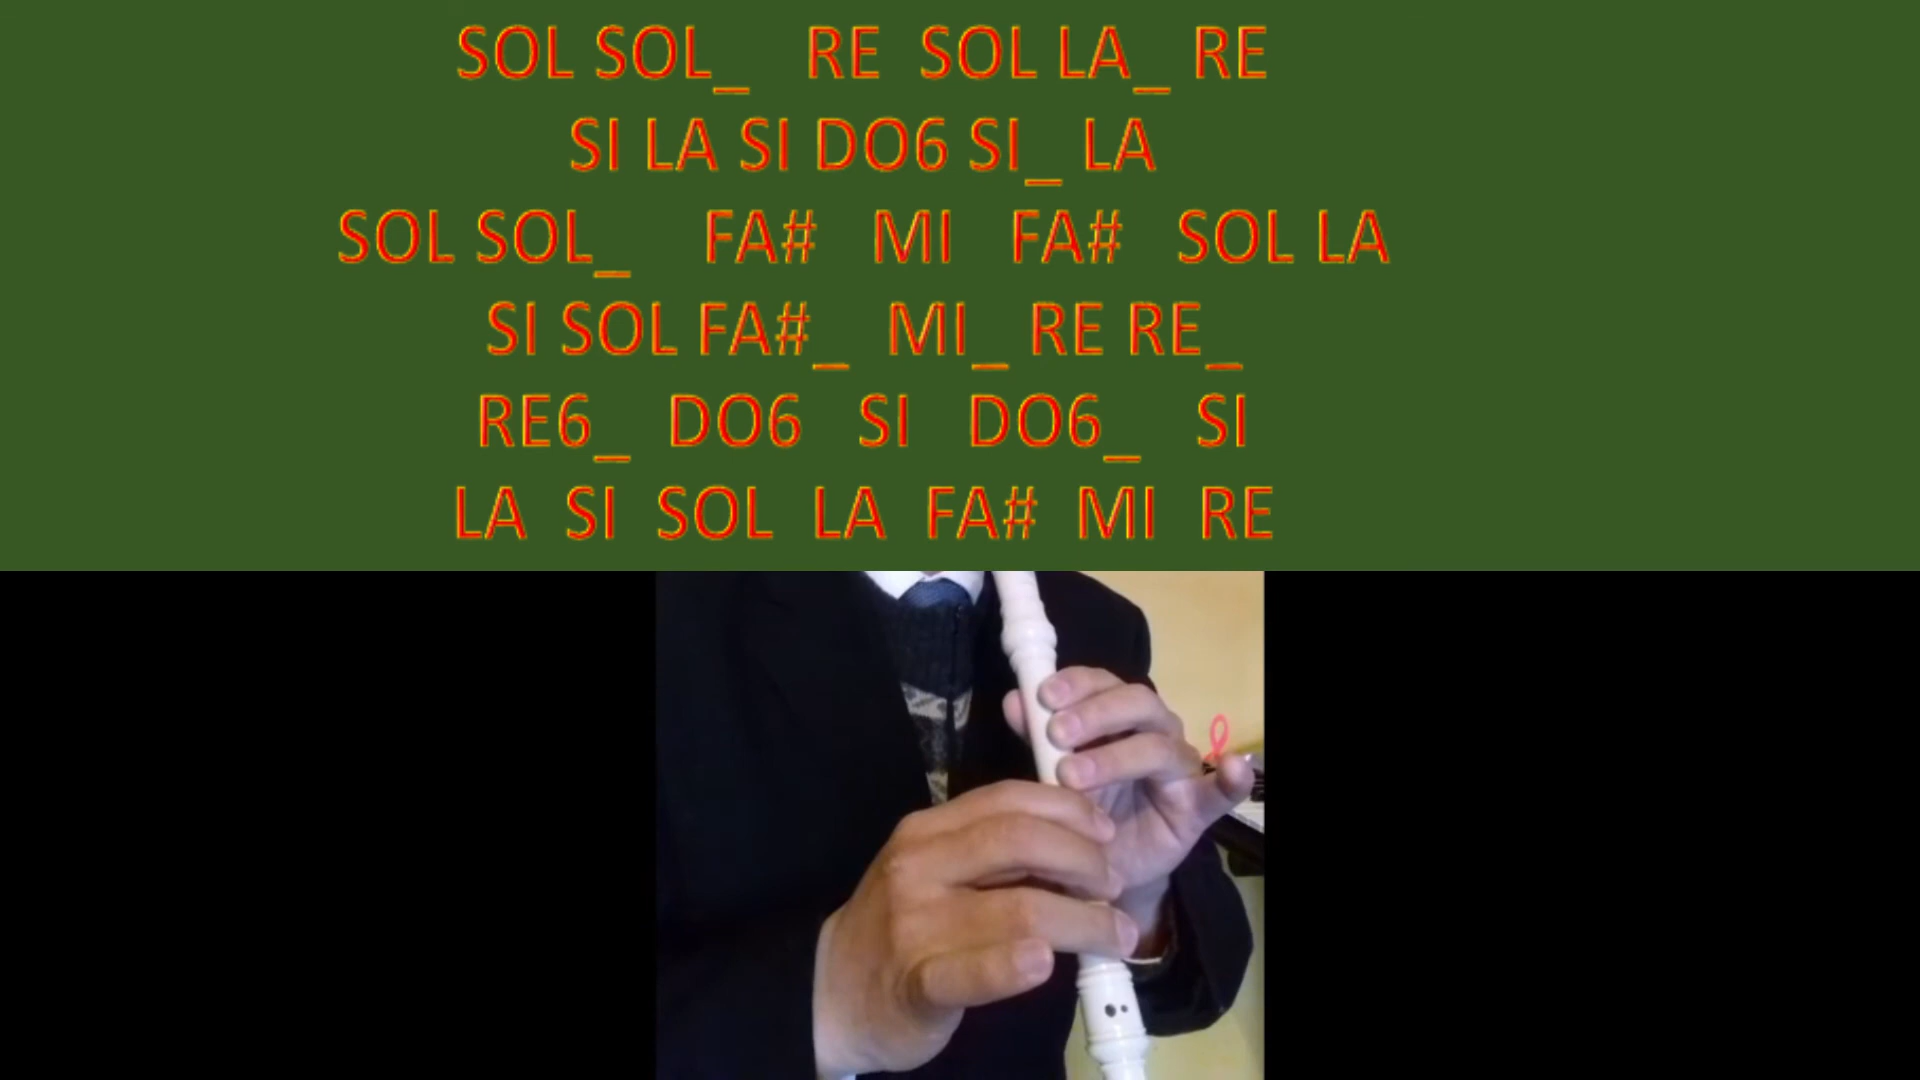 SOL SOL_ RE SOL LA_ RE
SI LA SI DO6 SI_ LA
SOL SOL_ FA# MI FA# SOL LA
SI SOL FA#_ MI_ RE RE_
RE6_ DO6 SI DO6_ SI
LA SI SOL LA FA# MI RE